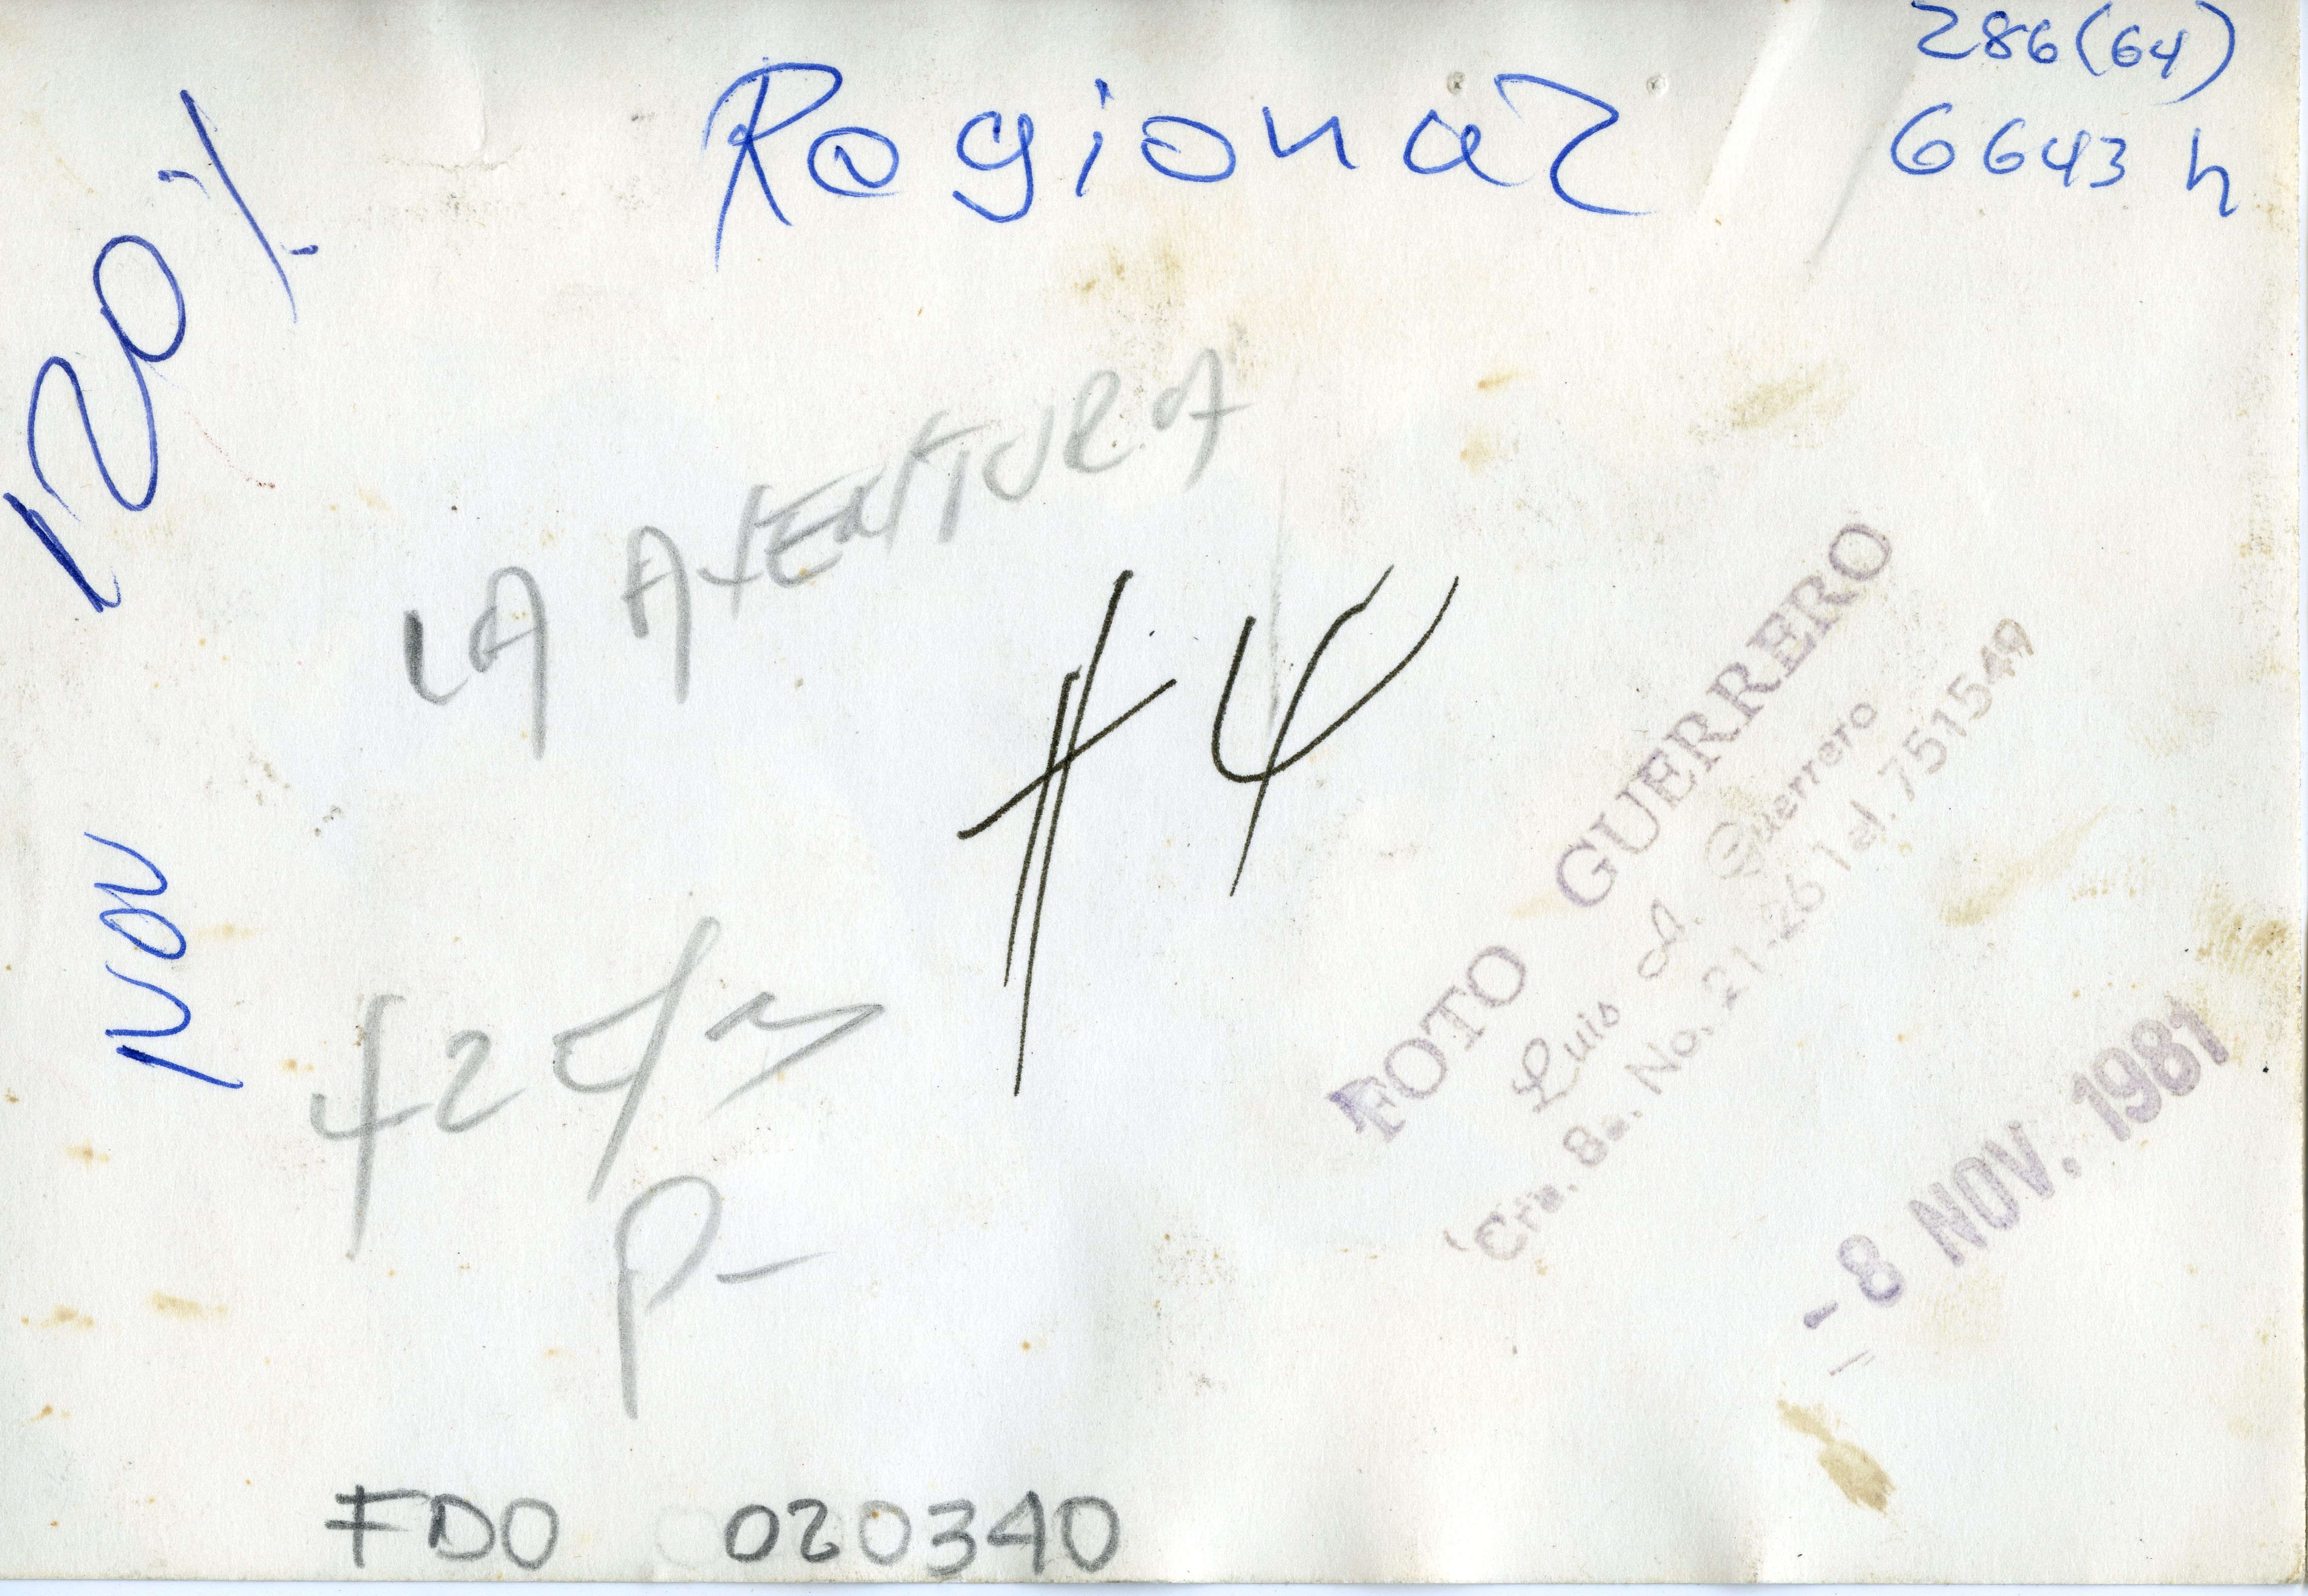 286(64)
6643 h
Regional
120%
LA AVENTURA
#4
NOV
FOTO GUERRERO
Luis A. Guerrero
Cra. 8a. No. 21-26 Tel. 751549
-8 NOV. 1981
P-
FDO 020340